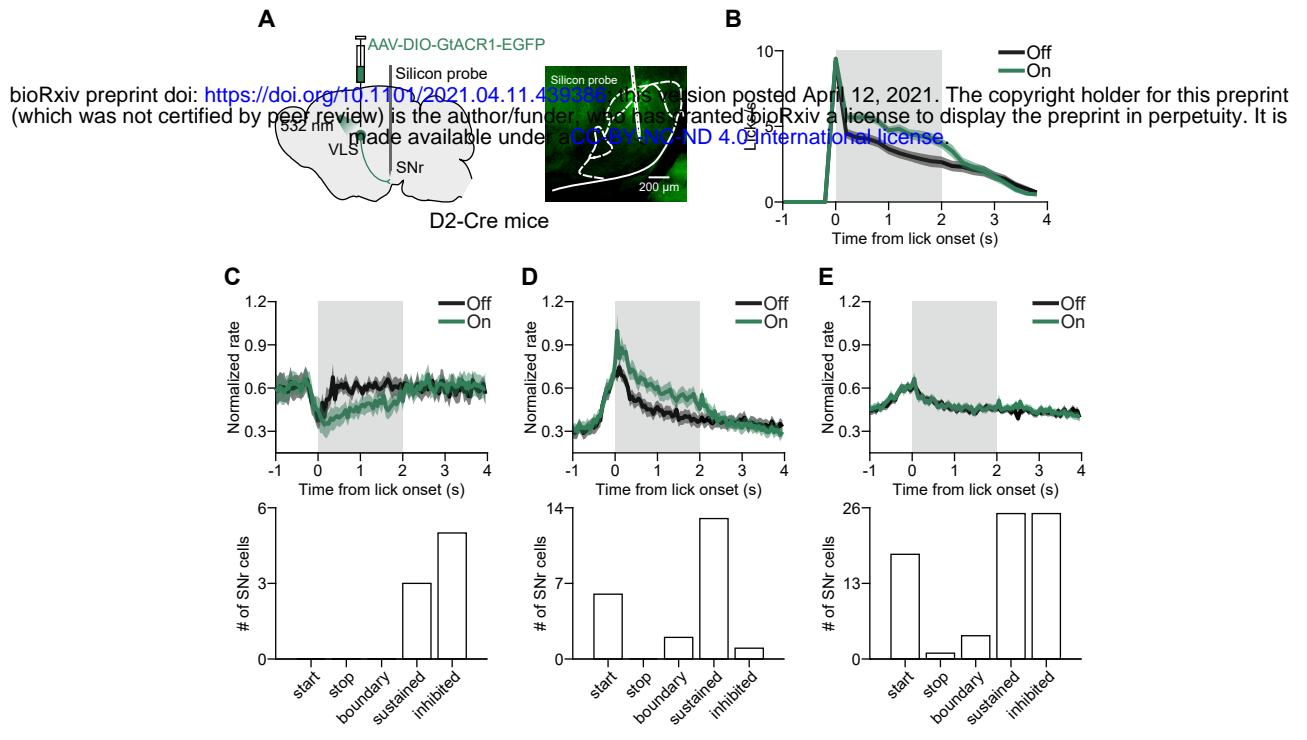 A
B
AAV-DIO-GtACR1-EGFP
Silicon probe
532 nm
VLS
SNr
D2-Cre mice
Silicon probe
200 µm
bioRxiv preprint doi: https://doi.org/10.1101/2021.04.11.439386; this version posted April 12, 2021. The copyright holder for this preprint
(which was not certified by peer review) is the author/funder, who has granted bioRxiv a license to display the preprint in perpetuity. It is
made available under aCC-BY-NC-ND 4.0 International license.
10
5
0
Licks/s
Off
On
-1 0 1 2 3 4
Time from lick onset (s)
C
1.2
0.9
0.6
0.3
Normalized rate
Off
On
-1 0 1 2 3 4
Time from lick onset (s)
6
3
0
# of SNr cells
start
stop
boundary
sustained
inhibited
D
1.2
0.9
0.6
0.3
Normalized rate
Off
On
-1 0 1 2 3 4
Time from lick onset (s)
14
7
0
# of SNr cells
start
stop
boundary
sustained
inhibited
E
1.2
0.9
0.6
0.3
Normalized rate
Off
On
-1 0 1 2 3 4
Time from lick onset (s)
26
13
0
# of SNr cells
start
stop
boundary
sustained
inhibited